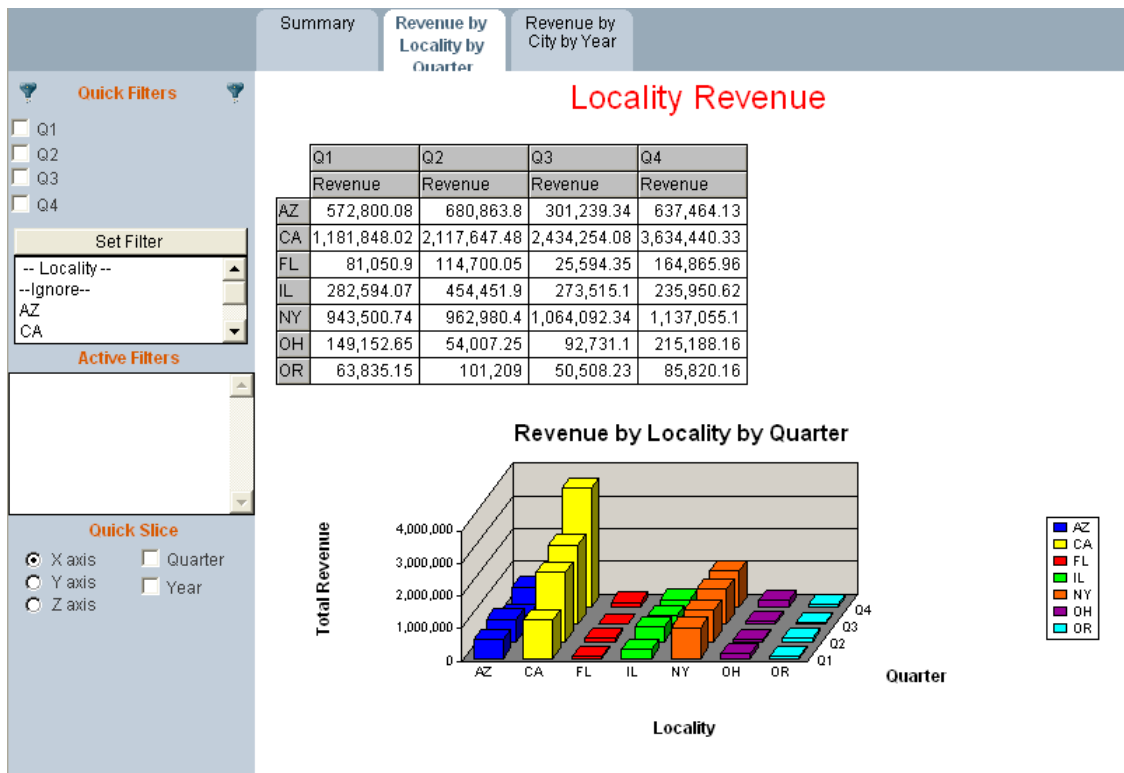 Summary
Revenue by
Locality by
Quarter
Revenue by
City by Year
Quick Filters
Q1
Q2
Q3
Q4
Set Filter
-- Locality --
--Ignore--
AZ
CA
Active Filters
Quick Slice
X axis
Quarter
Y axis
Year
Z axis
Locality Revenue
Q1 Q2 Q3 Q4
Revenue Revenue Revenue Revenue
AZ 572,800.08 680,863.8 301,239.34 637,464.13
CA 1,181,848.02 2,117,647.48 2,434,254.08 3,634,440.33
FL 81,050.9 114,700.05 25,594.35 164,865.96
IL 282,594.07 454,451.9 273,515.1 235,950.62
NY 943,500.74 962,980.4 1,064,092.34 1,137,055.1
OH 149,152.65 54,007.25 92,731.1 215,188.16
OR 63,835.15 101,209 50,508.23 85,820.16
Revenue by Locality by Quarter
Total Revenue
4,000,000
3,000,000
2,000,000
1,000,000
0
AZ CA FL IL NY OH OR
Q1
Q2
Q3
Q4
Quarter
Locality
AZ
CA
FL
IL
NY
OH
OR